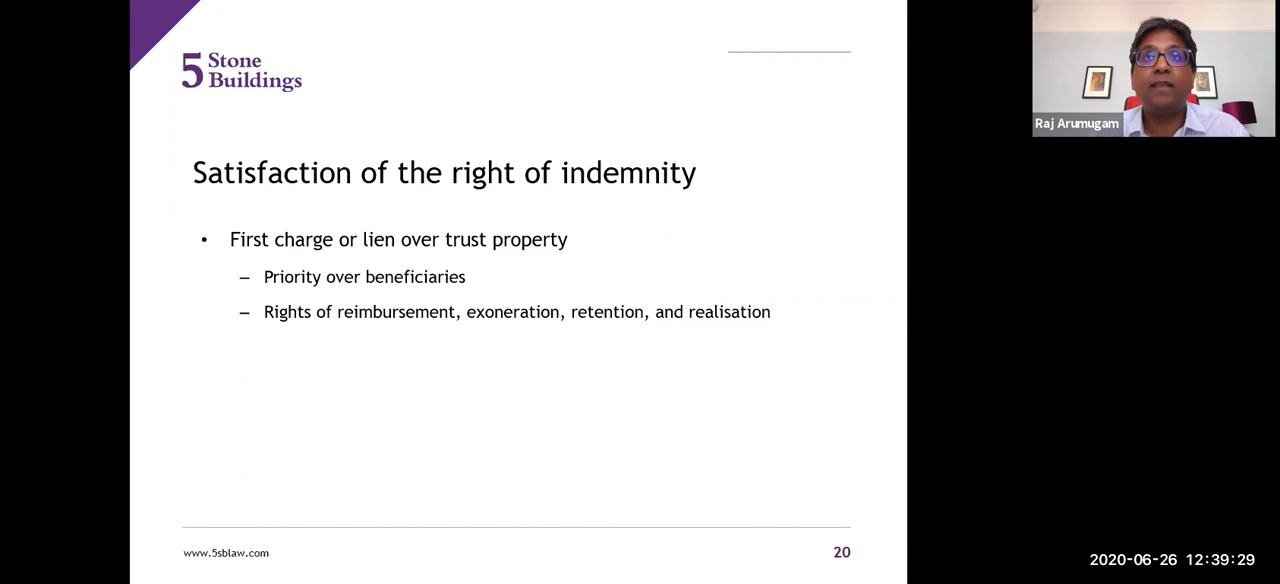 5 Stone
Buildings
Satisfaction of the right of indemnity
• First charge or lien over trust property
– Priority over beneficiaries
– Rights of reimbursement, exoneration, retention, and realisation
www.5sblaw.com
20
Raj Arumugam
2020-06-26 12:39:29